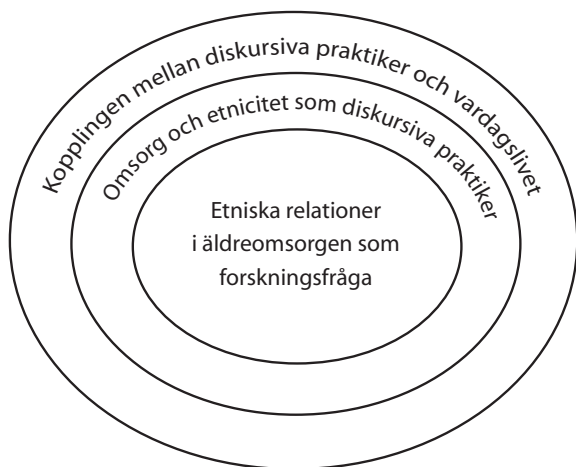 Kopplingen mellan diskursiva praktiker och vardagslivet
Omsorg och etnicitet som diskursiva praktiker
Etniska relationer
i äldreomsorgen som
forskningsfråga